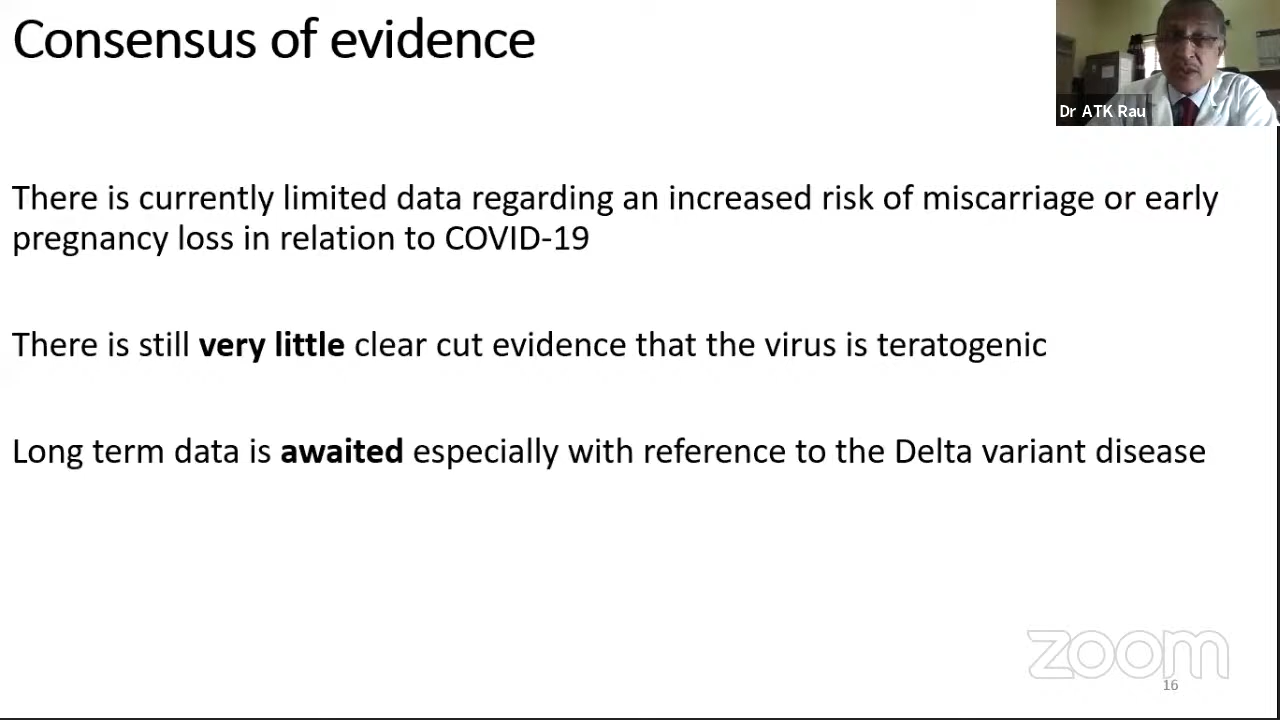 Consensus of evidence
Dr ATK Rau
There is currently limited data regarding an increased risk of miscarriage or early
pregnancy loss in relation to COVID-19
There is still very little clear cut evidence that the virus is teratogenic
Long term data is awaited especially with reference to the Delta variant disease
zoom
16